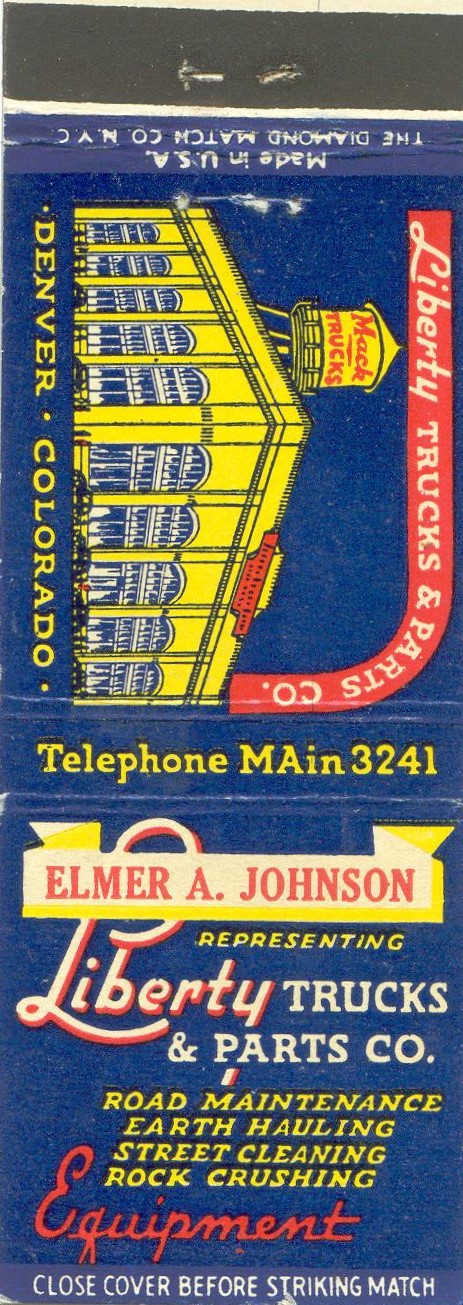 THE DIAMOND MATCH CO. N.Y.C.
Made in U.S.A.
Liberty TRUCKS & PARTS CO.
Mack
TRUCKS
· DENVER · COLORADO ·
Telephone MAin 3241
ELMER A. JOHNSON
REPRESENTING
Liberty TRUCKS
& PARTS CO.
ROAD MAINTENANCE
EARTH HAULING
STREET CLEANING
ROCK CRUSHING
Equipment
CLOSE COVER BEFORE STRIKING MATCH